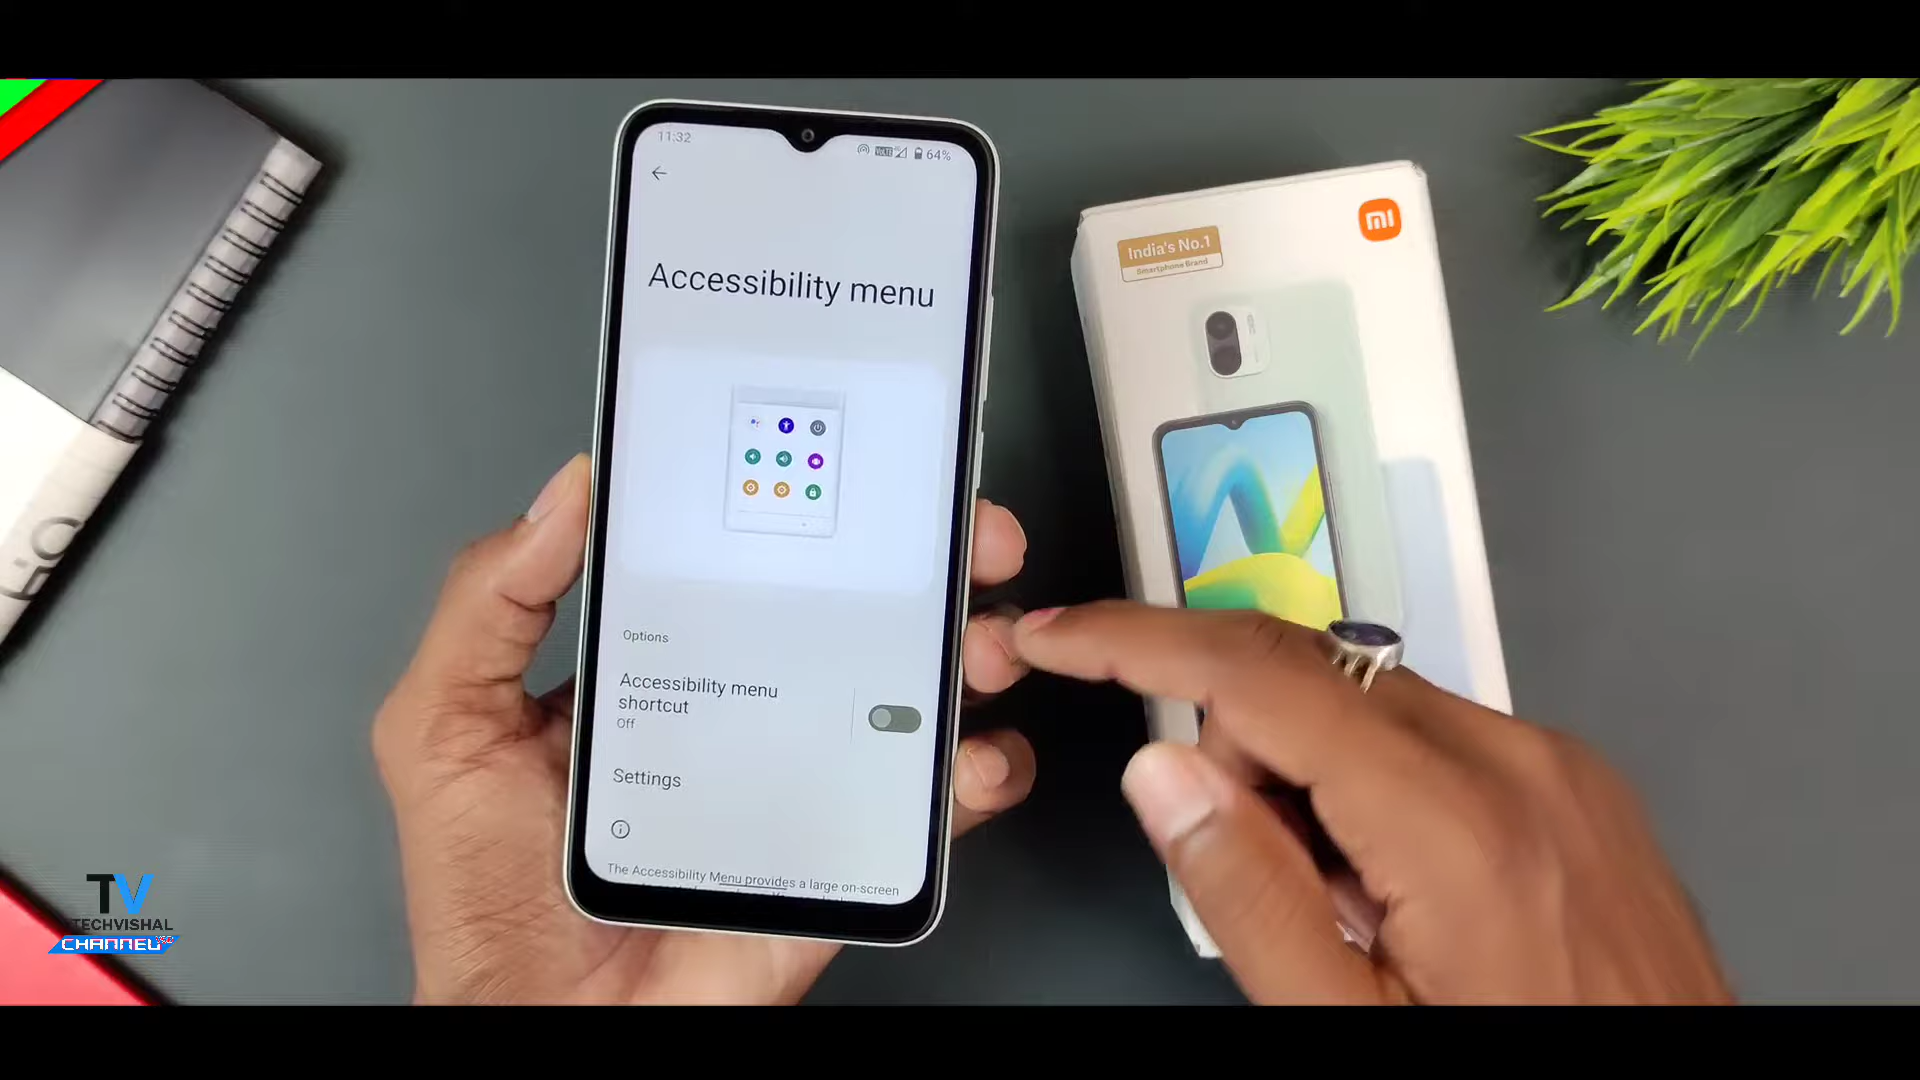 11:32
64%
Accessibility menu
Options
Accessibility menu
shortcut
Off
Settings
The Accessibility Menu provides a large on-screen
India's No.1
Smartphone Brand
TV
TECHVISHAL
CHANNEL